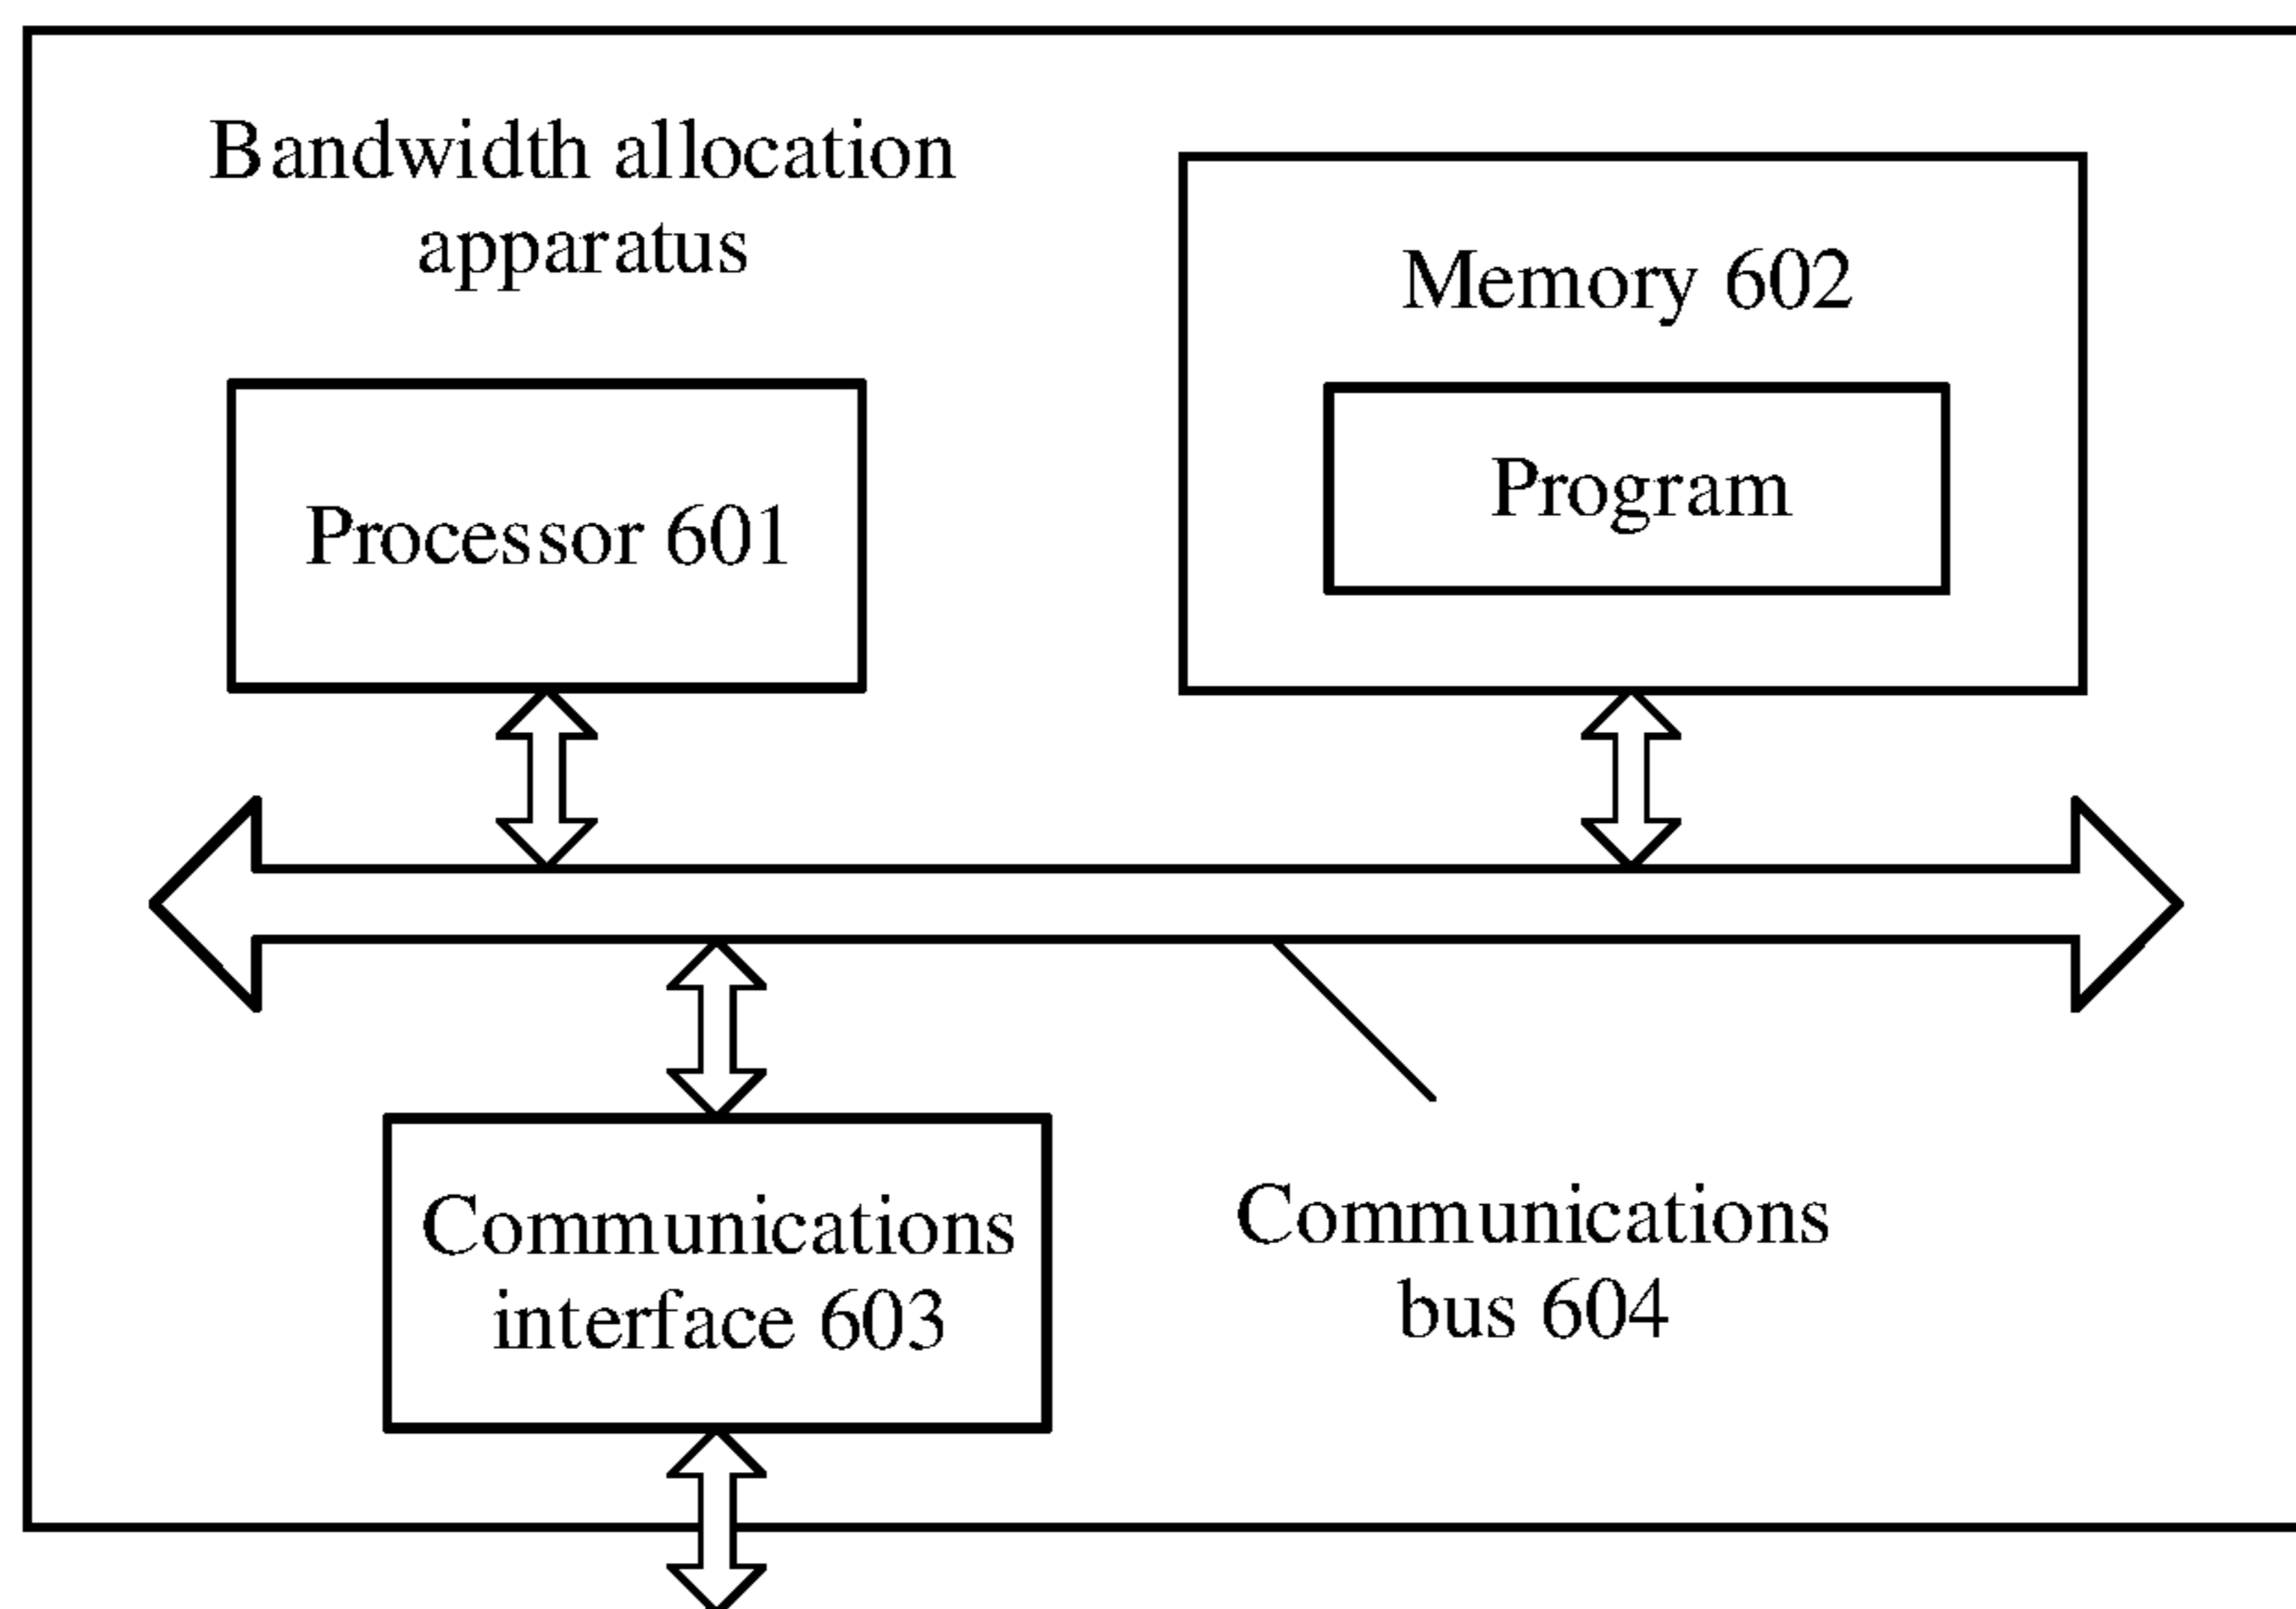 Bandwidth allocation
apparatus
Memory 602
Program
Processor 601
Communications
interface 603
Communications
bus 604